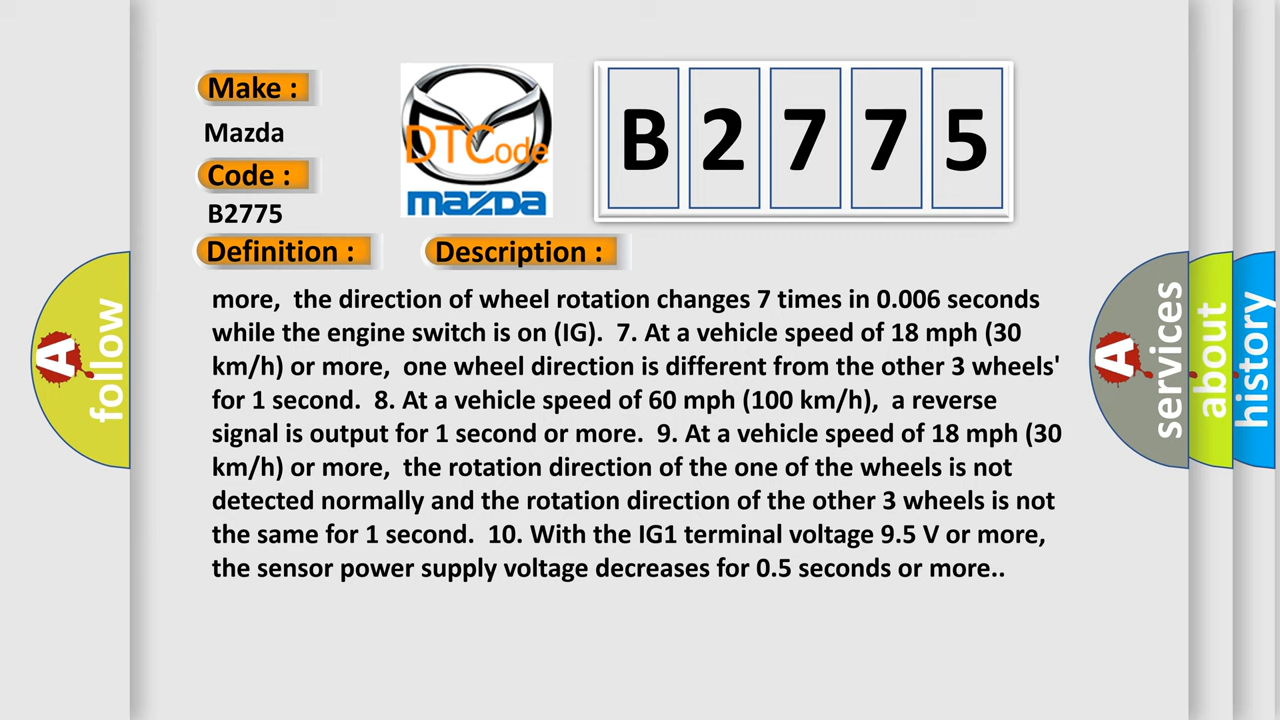 Make :
Mazda
Code :
B2775
Definition :
Description :
DTCode
mazda
B 2 7 7 5
more, the direction of wheel rotation changes 7 times in 0.006 seconds
while the engine switch is on (IG). 7. At a vehicle speed of 18 mph (30
km/h) or more, one wheel direction is different from the other 3 wheels'
for 1 second. 8. At a vehicle speed of 60 mph (100 km/h), a reverse
signal is output for 1 second or more. 9. At a vehicle speed of 18 mph (30
km/h) or more, the rotation direction of the one of the wheels is not
detected normally and the rotation direction of the other 3 wheels is not
the same for 1 second. 10. With the IG1 terminal voltage 9.5 V or more,
the sensor power supply voltage decreases for 0.5 seconds or more..
A follow
A services
about
history